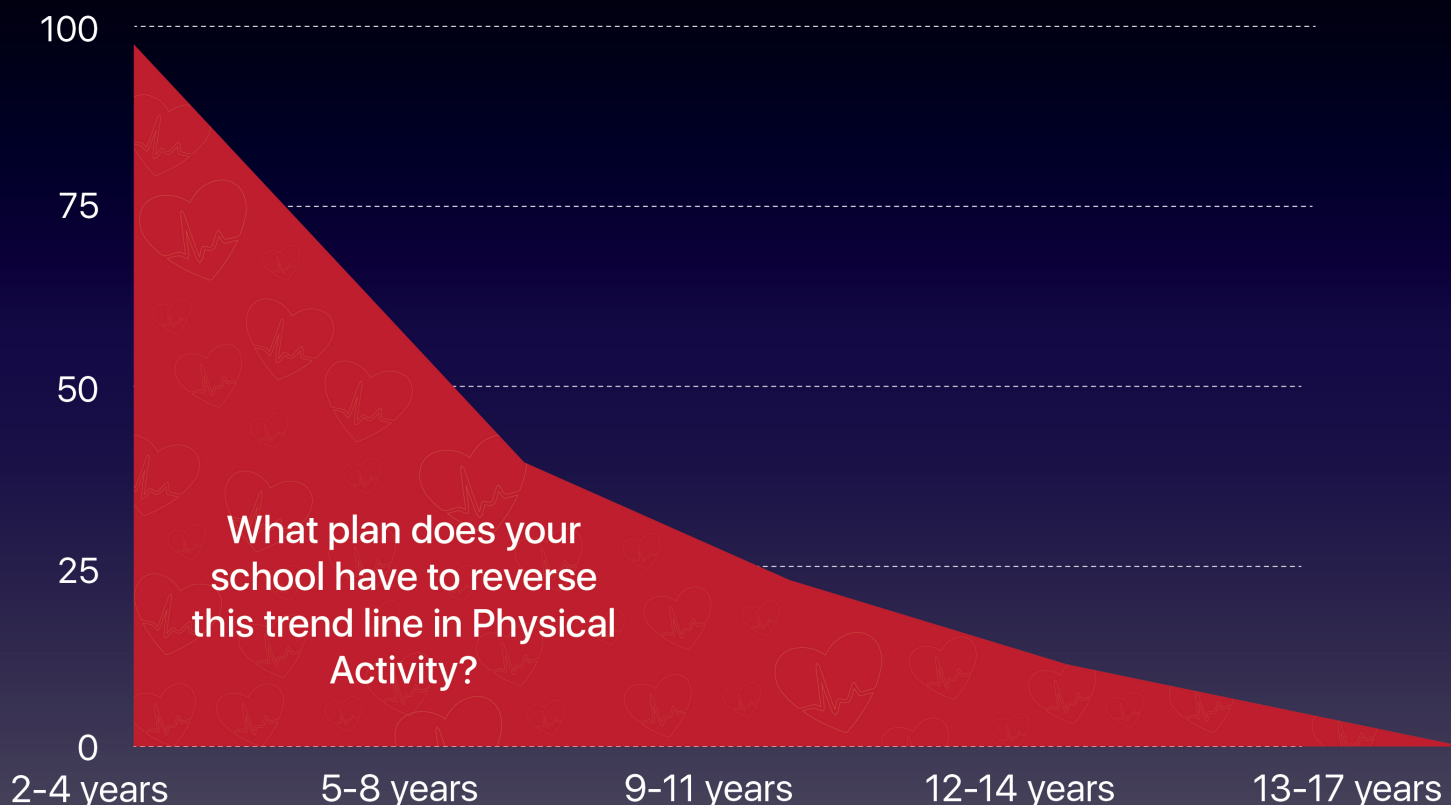 100
75
50
25
0
What plan does your
school have to reverse
this trend line in Physical
Activity?
2-4 years
5-8 years
9-11 years
12-14 years
13-17 years